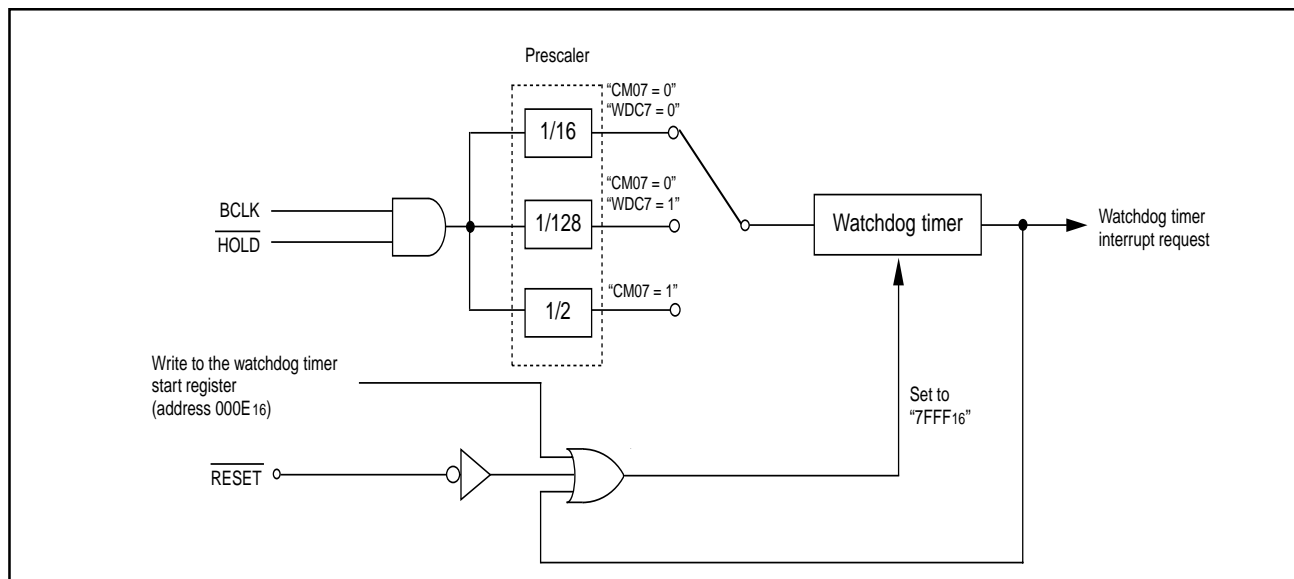 Prescaler
“CM07 = 0”
“WDC7 = 0”
1/16
“CM07 = 0”
“WDC7 = 1”
1/128
“CM07 = 1”
1/2
BCLK
HOLD
Watchdog timer
Watchdog timer
interrupt request
Write to the watchdog timer
start register
(address 000E16)
Set to
“7FFF16”
RESET